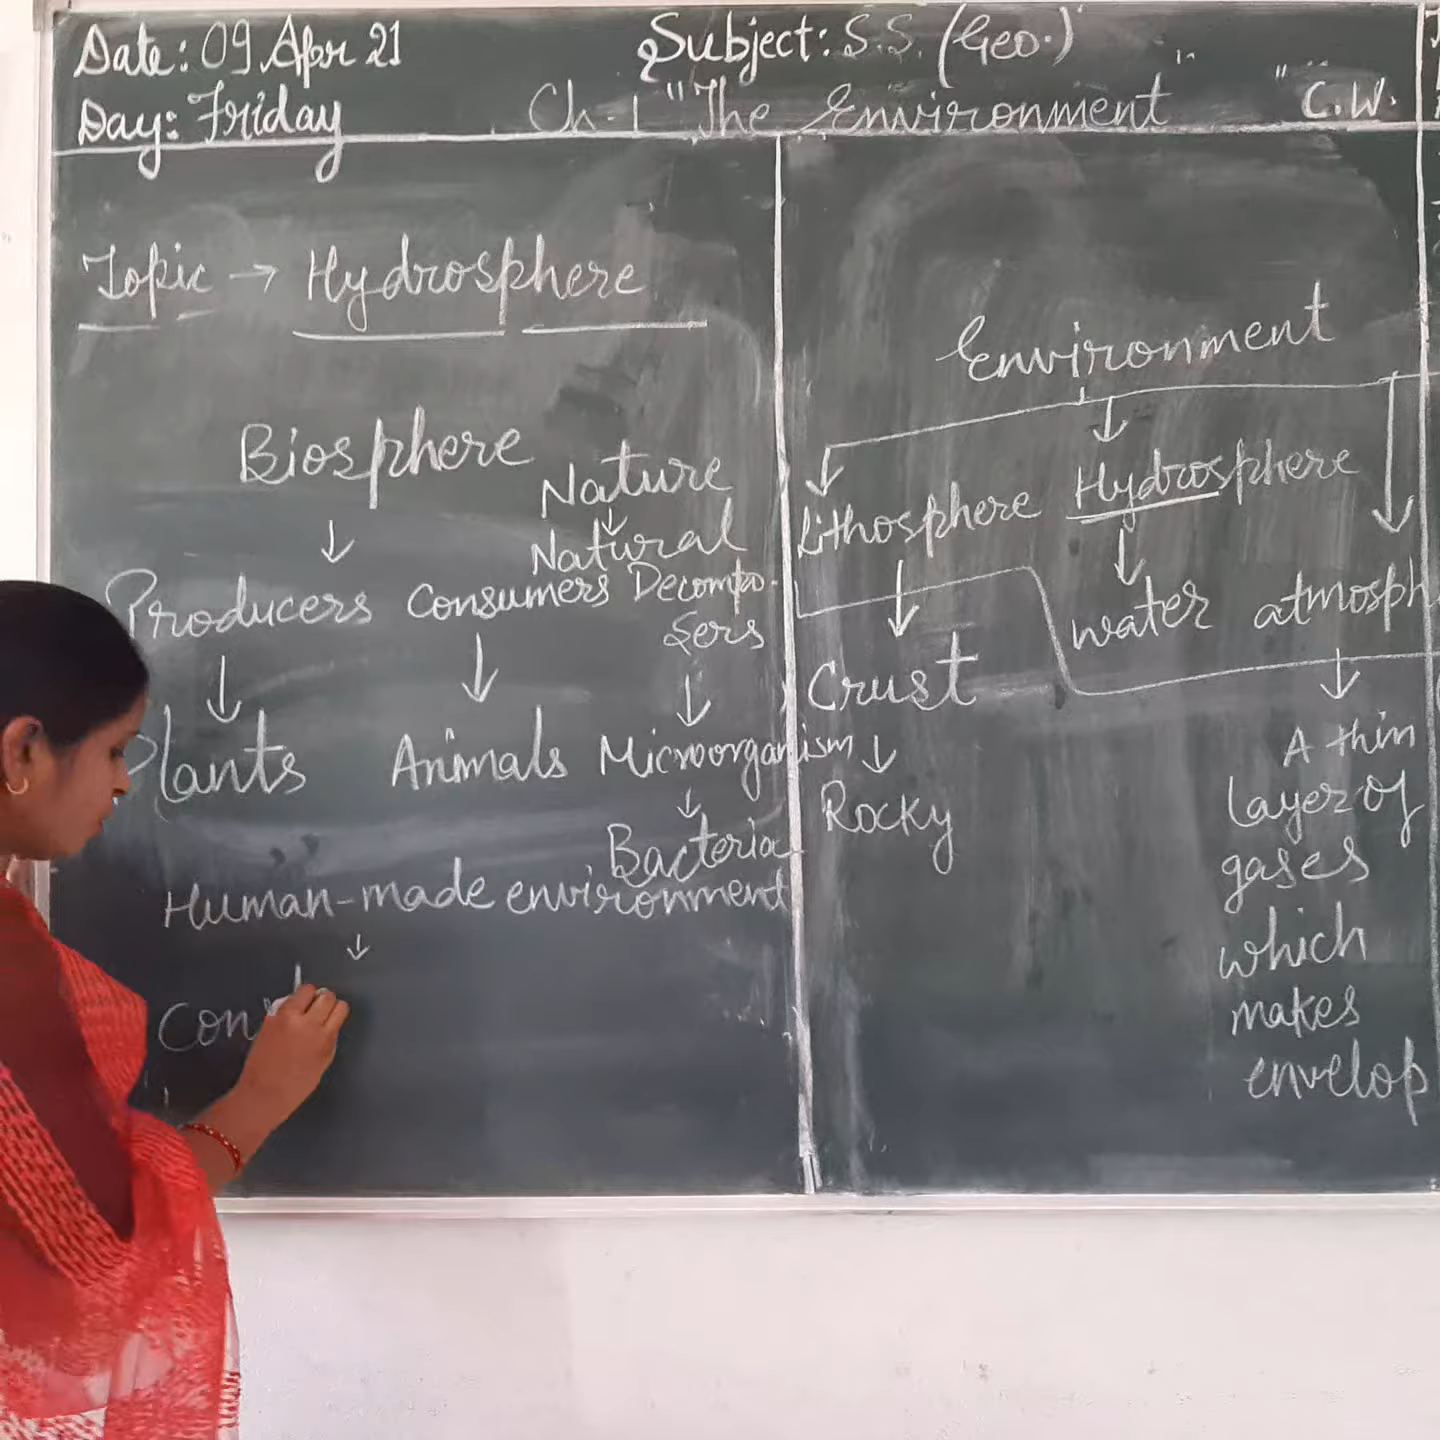 Date: 09 Apr 21
Day: Friday
Subject: S.S. (Geo.)
Ch-1 "The Environment"
"C.W.
Topic → Hydrosphere
Biosphere
Nature
Natural
Producers Consumers Decompo-
sers
Plants Animals Microorganism
Bacteria
Human-made environment
Con
Environment
Lithosphere Hydrosphere
water atmosph
Crust
Rocky
A thin
layer of
gases
which
makes
envelop